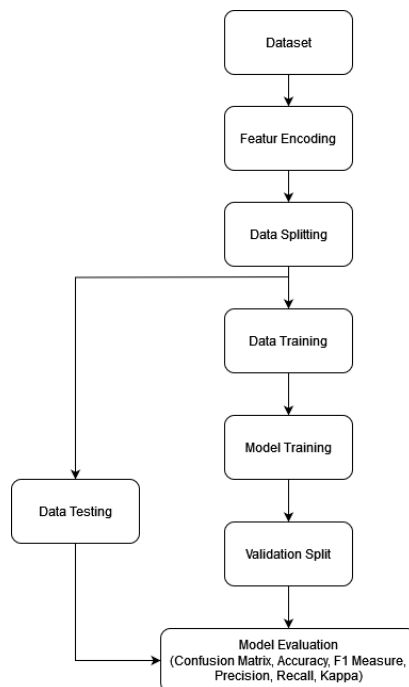 Dataset
Featur Encoding
Data Splitting
Data Training
Model Training
Data Testing
Validation Split
Model Evaluation
(Confusion Matrix, Accuracy, F1 Measure,
Precision, Recall, Kappa)